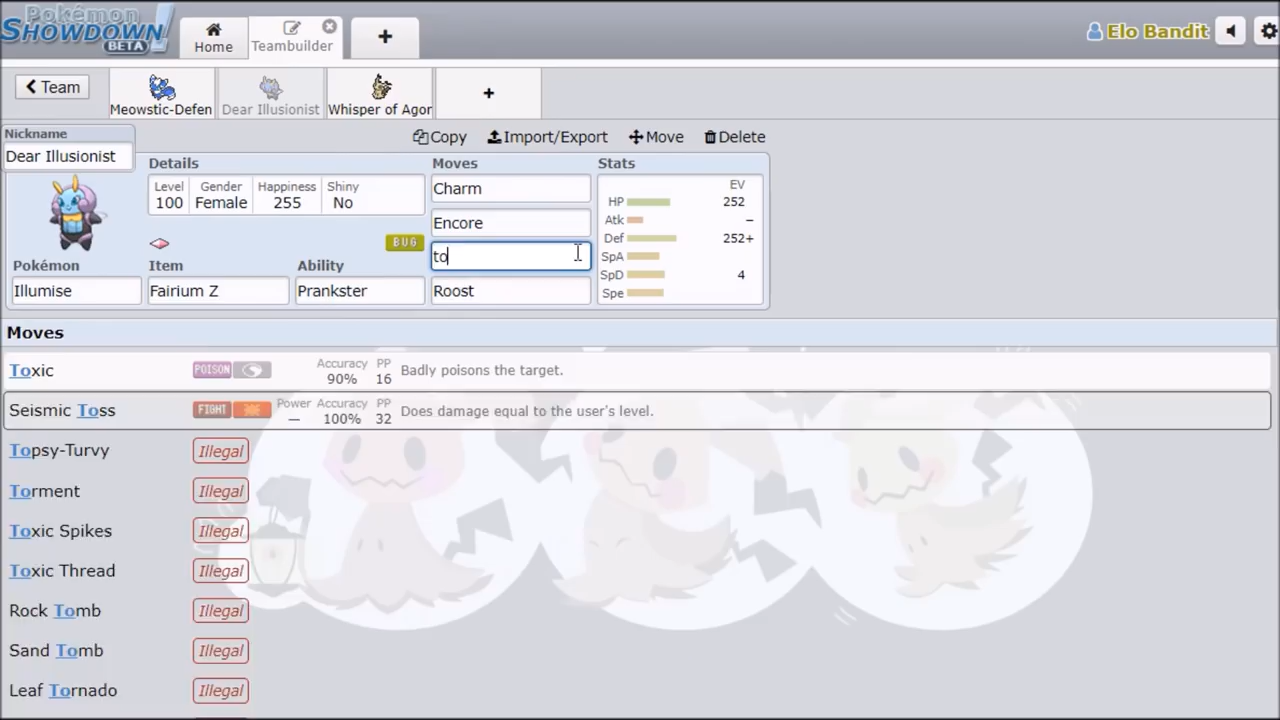 Pokémon
SHOWDOWN!
BETA
Home
Teambuilder
+
Elo Bandit
Team
Meowstic-Defen
Dear Illusionist
Whisper of Agor
+
Nickname
Dear Illusionist
Copy
Import/Export
Move
Delete
Details
Moves
Stats
Level
Gender
Happiness
Shiny
100
Female
255
No
BUG
Pokémon
Item
Ability
Illumise
Fairium Z
Prankster
Charm
Encore
to
Roost
EV
HP 252
Atk –
Def 252+
SpA
SpD 4
Spe
Moves
Toxic POISON Accuracy 90% PP 16 Badly poisons the target.
Seismic Toss FIGHT Power — Accuracy 100% PP 32 Does damage equal to the user's level.
Topsy-Turvy Illegal
Torment Illegal
Toxic Spikes Illegal
Toxic Thread Illegal
Rock Tomb Illegal
Sand Tomb Illegal
Leaf Tornado Illegal